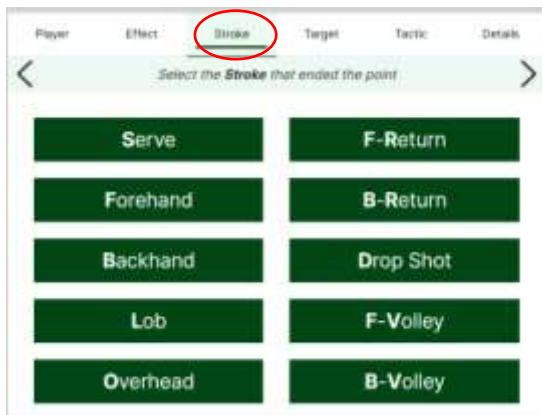 Player Effect Stroke Target Tactic Details
Select the Stroke that ended the point
Serve F-Return
Forehand B-Return
Backhand Drop Shot
Lob F-Volley
Overhead B-Volley